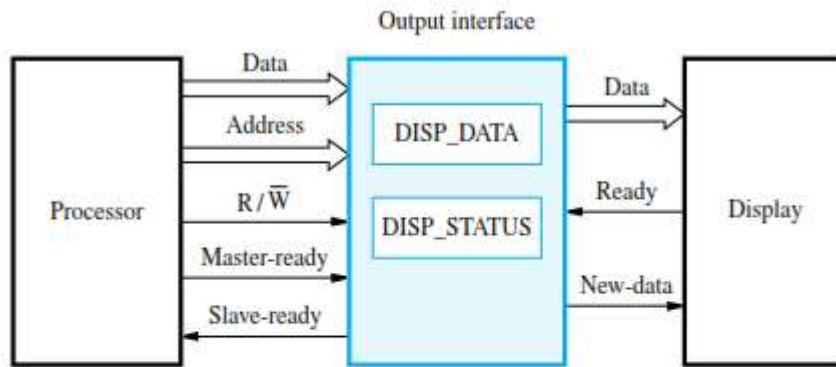 Output interface
Data
Data
Address
DISP_DATA
Processor
R / W̅
Ready
Display
DISP_STATUS
Master-ready
New-data
Slave-ready